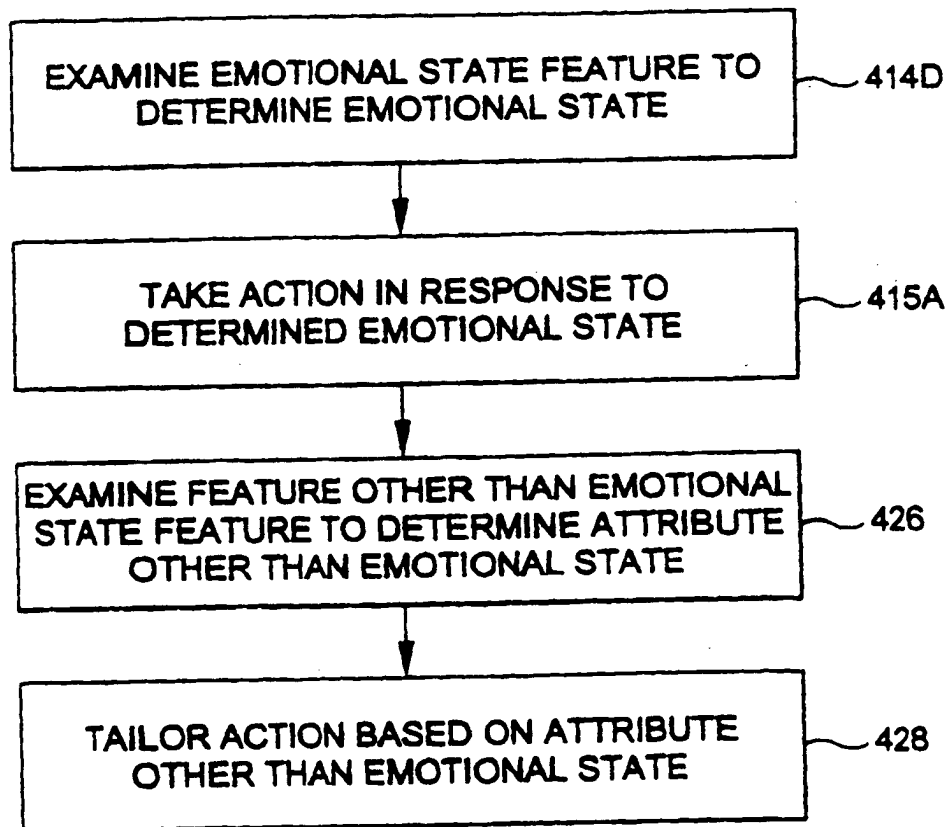 EXAMINE EMOTIONAL STATE FEATURE TO
DETERMINE EMOTIONAL STATE
414D
TAKE ACTION IN RESPONSE TO
DETERMINED EMOTIONAL STATE
415A
EXAMINE FEATURE OTHER THAN EMOTIONAL
STATE FEATURE TO DETERMINE ATTRIBUTE
OTHER THAN EMOTIONAL STATE
426
TAILOR ACTION BASED ON ATTRIBUTE
OTHER THAN EMOTIONAL STATE
428